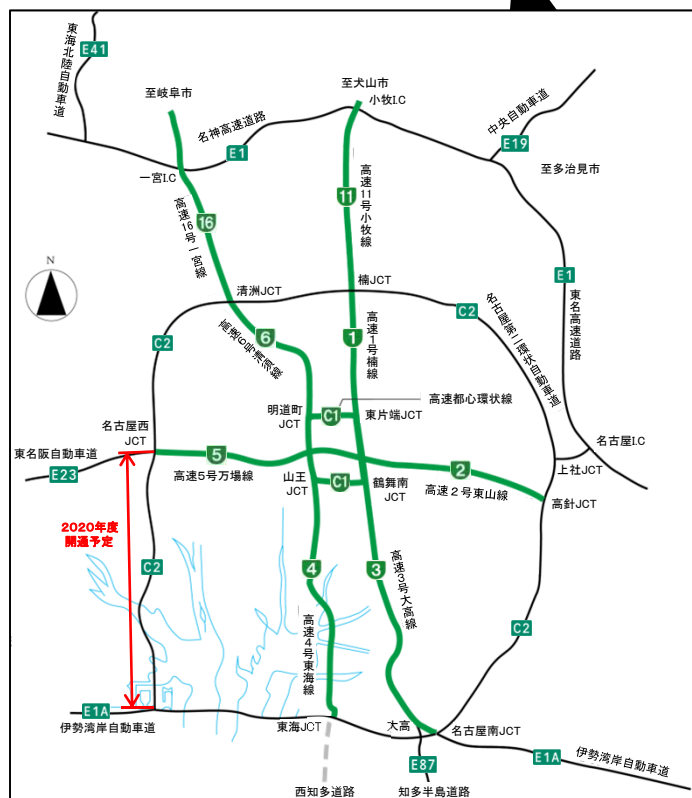 東海北陸自動車道
E41
至岐阜市
至犬山市
小牧I.C
名神高速道路
E1
中央自動車道
E19
至多治見市
一宮I.C
16
高速16号一宮線
11
高速11号小牧線
N
清洲JCT
楠JCT
C2
名古屋第二環状自動車道
E1
東名高速道路
C2
高速6号清須線
6
1
高速1号楠線
高速都心環状線
明道町
JCT
C1
東片端JCT
名古屋西
JCT
東名阪自動車道
E23
5
高速5号万場線
山王
JCT
C1
鶴舞南
JCT
2
高速2号東山線
名古屋I.C
上社JCT
高針JCT
2020年度
開通予定
C2
4
高速4号東海線
3
高速3号大高線
C2
E1A
伊勢湾岸自動車道
東海JCT
大高
名古屋南JCT
E87
E1A
伊勢湾岸自動車道
西知多道路
知多半島道路